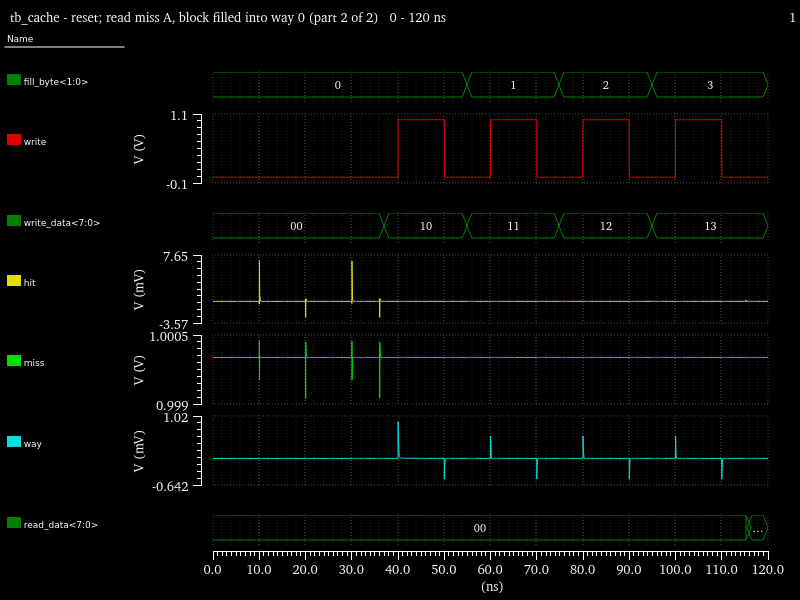 tb_cache - reset; read miss A, block filled into way 0 (part 2 of 2)   0 - 120 ns
1
Name
fill_byte<1:0>
0 1 2 3
write
V (V)
1.1
-0.1
write_data<7:0>
00 10 11 12 13
hit
V (mV)
7.65
-3.57
miss
V (V)
1.0005
0.999
way
V (mV)
1.02
-0.642
read_data<7:0>
00 ...
0.0 10.0 20.0 30.0 40.0 50.0 60.0 70.0 80.0 90.0 100.0 110.0 120.0
(ns)